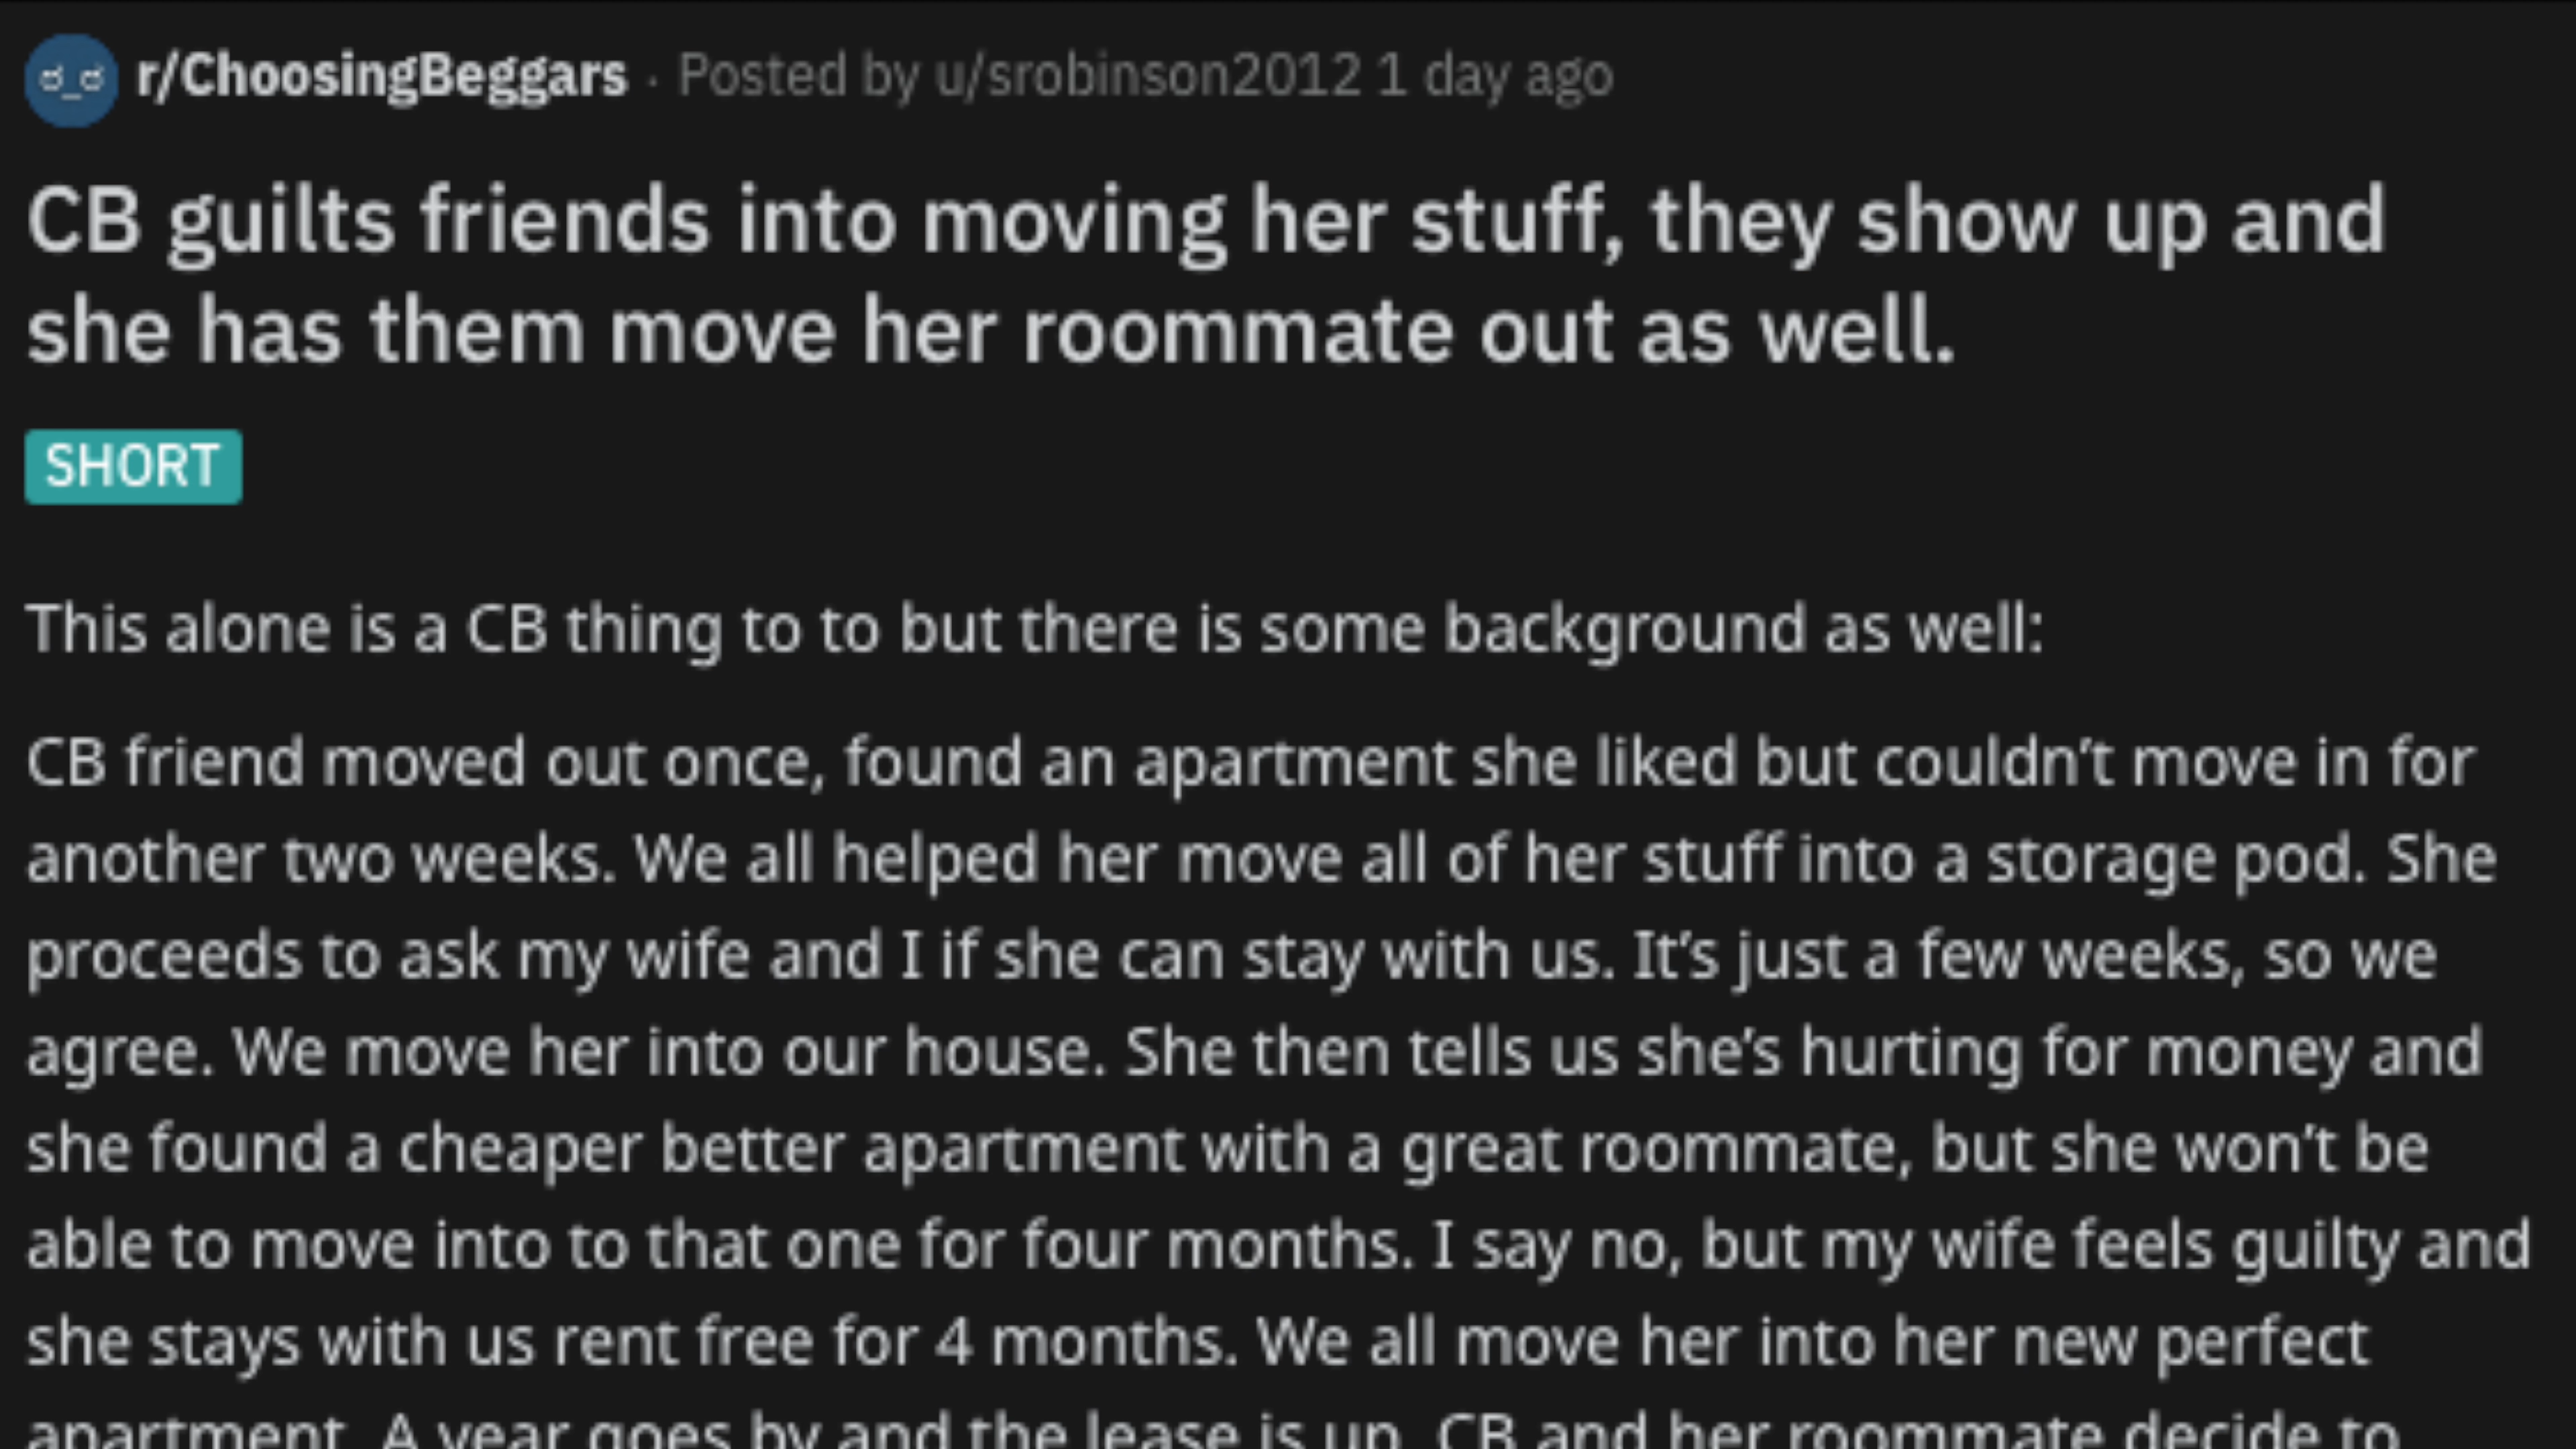 r/ChoosingBeggars · Posted by u/srobinson2012 1 day ago
CB guilts friends into moving her stuff, they show up and
she has them move her roommate out as well.
SHORT
This alone is a CB thing to to but there is some background as well:
CB friend moved out once, found an apartment she liked but couldn’t move in for
another two weeks. We all helped her move all of her stuff into a storage pod. She
proceeds to ask my wife and I if she can stay with us. It’s just a few weeks, so we
agree. We move her into our house. She then tells us she’s hurting for money and
she found a cheaper better apartment with a great roommate, but she won’t be
able to move into to that one for four months. I say no, but my wife feels guilty and
she stays with us rent free for 4 months. We all move her into her new perfect
apartment. A year goes by and the lease is up. CB and her roommate decide to